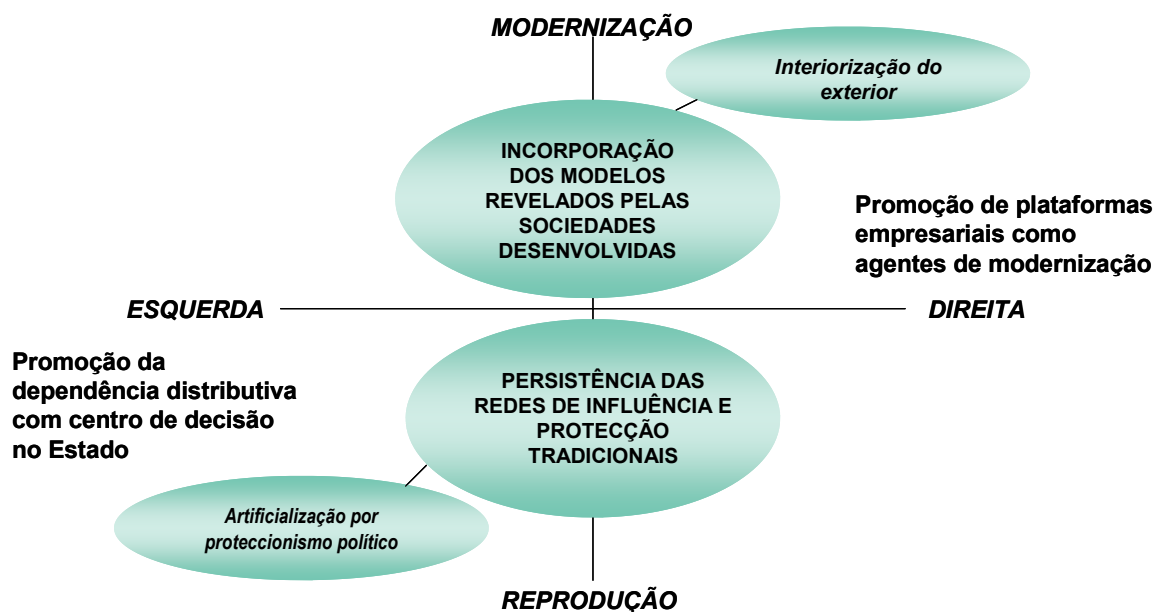 MODERNIZAÇÃO
Interiorização do
exterior
INCORPORAÇÃO
DOS MODELOS
REVELADOS PELAS
SOCIEDADES
DESENVOLVIDAS
Promoção de plataformas
empresariais como
agentes de modernização
ESQUERDA
DIREITA
Promoção da
dependência distributiva
com centro de decisão
no Estado
PERSISTÊNCIA DAS
REDES DE INFLUÊNCIA E
PROTECÇÃO
TRADICIONAIS
Artificialização por
proteccionismo político
REPRODUÇÃO